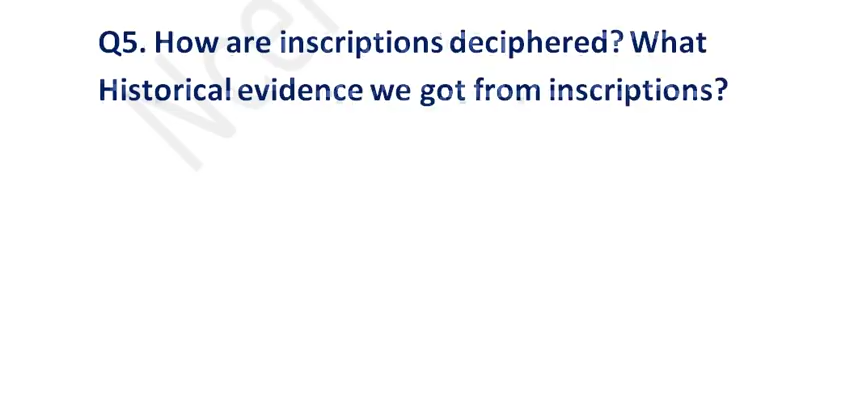 Q5. How are inscriptions deciphered? What
Historical evidence we got from inscriptions?